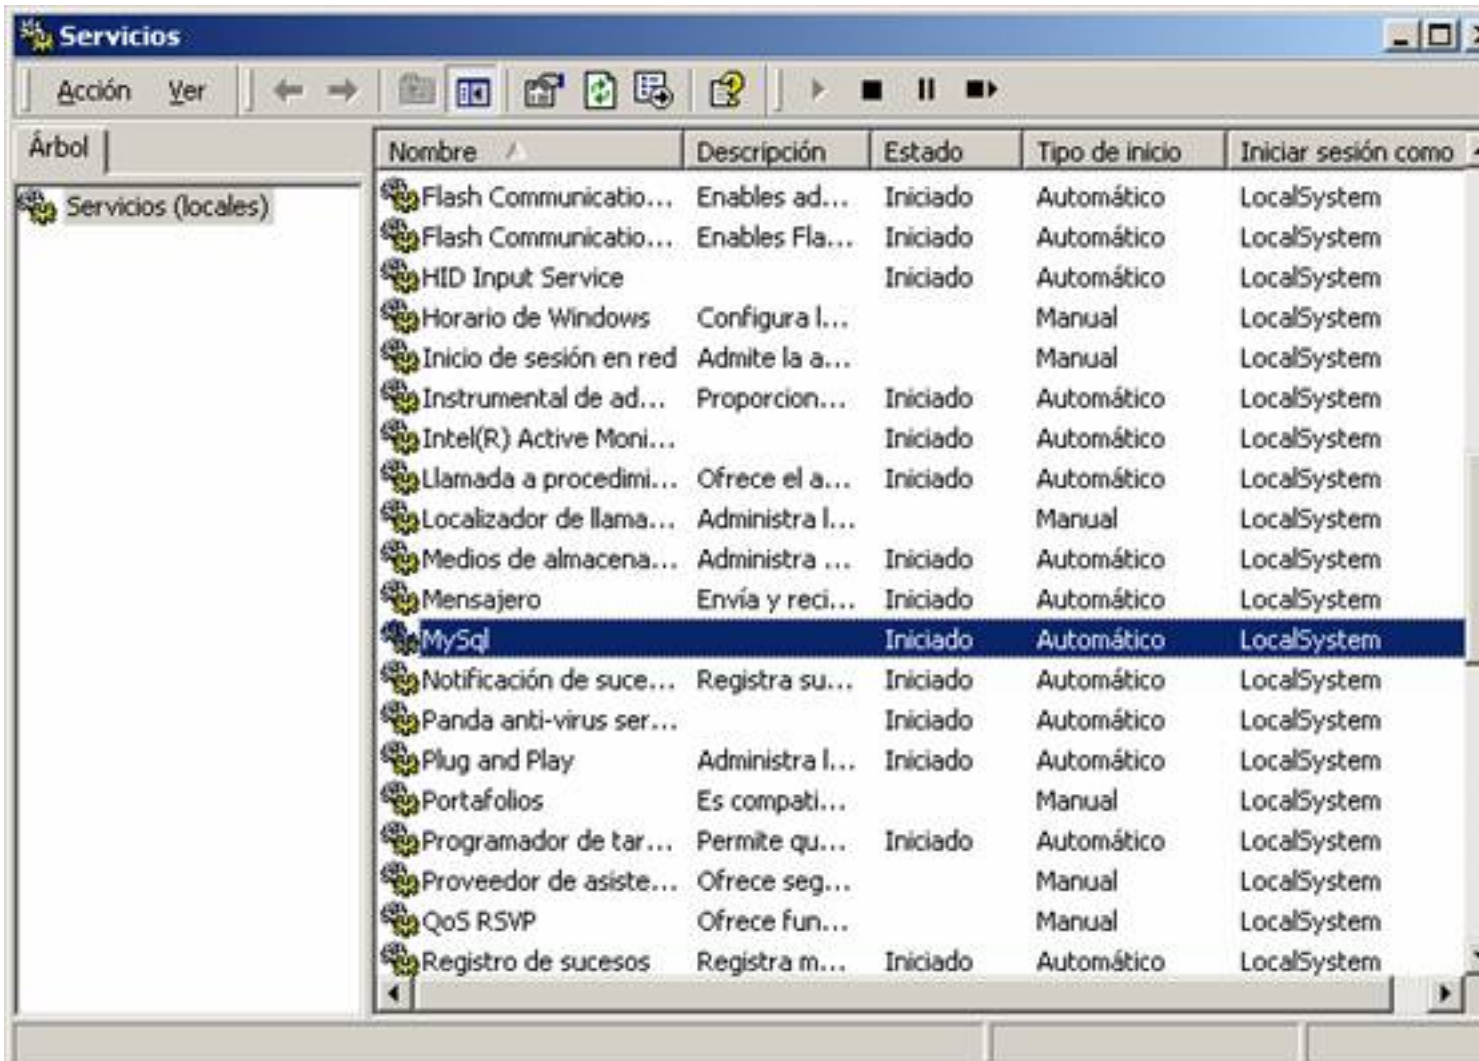 Servicios
Acción Ver
Árbol
Servicios (locales)
Nombre Descripción Estado Tipo de inicio Iniciar sesión como
Flash Communicatio... Enables ad... Iniciado Automático LocalSystem
Flash Communicatio... Enables Fla... Iniciado Automático LocalSystem
HID Input Service Iniciado Automático LocalSystem
Horario de Windows Configura l... Manual LocalSystem
Inicio de sesión en red Admite la a... Manual LocalSystem
Instrumental de ad... Proporcion... Iniciado Automático LocalSystem
Intel(R) Active Moni... Iniciado Automático LocalSystem
Llamada a procedimi... Ofrece el a... Iniciado Automático LocalSystem
Localizador de llama... Administra l... Manual LocalSystem
Medios de almacena... Administra ... Iniciado Automático LocalSystem
Mensajero Envía y reci... Iniciado Automático LocalSystem
MySql Iniciado Automático LocalSystem
Notificación de suce... Registra su... Iniciado Automático LocalSystem
Panda anti-virus ser... Iniciado Automático LocalSystem
Plug and Play Administra l... Iniciado Automático LocalSystem
Portafolios Es compati... Manual LocalSystem
Programador de tar... Permite qu... Iniciado Automático LocalSystem
Proveedor de asiste... Ofrece seg... Manual LocalSystem
QoS RSVP Ofrece fun... Manual LocalSystem
Registro de sucesos Registra m... Iniciado Automático LocalSystem